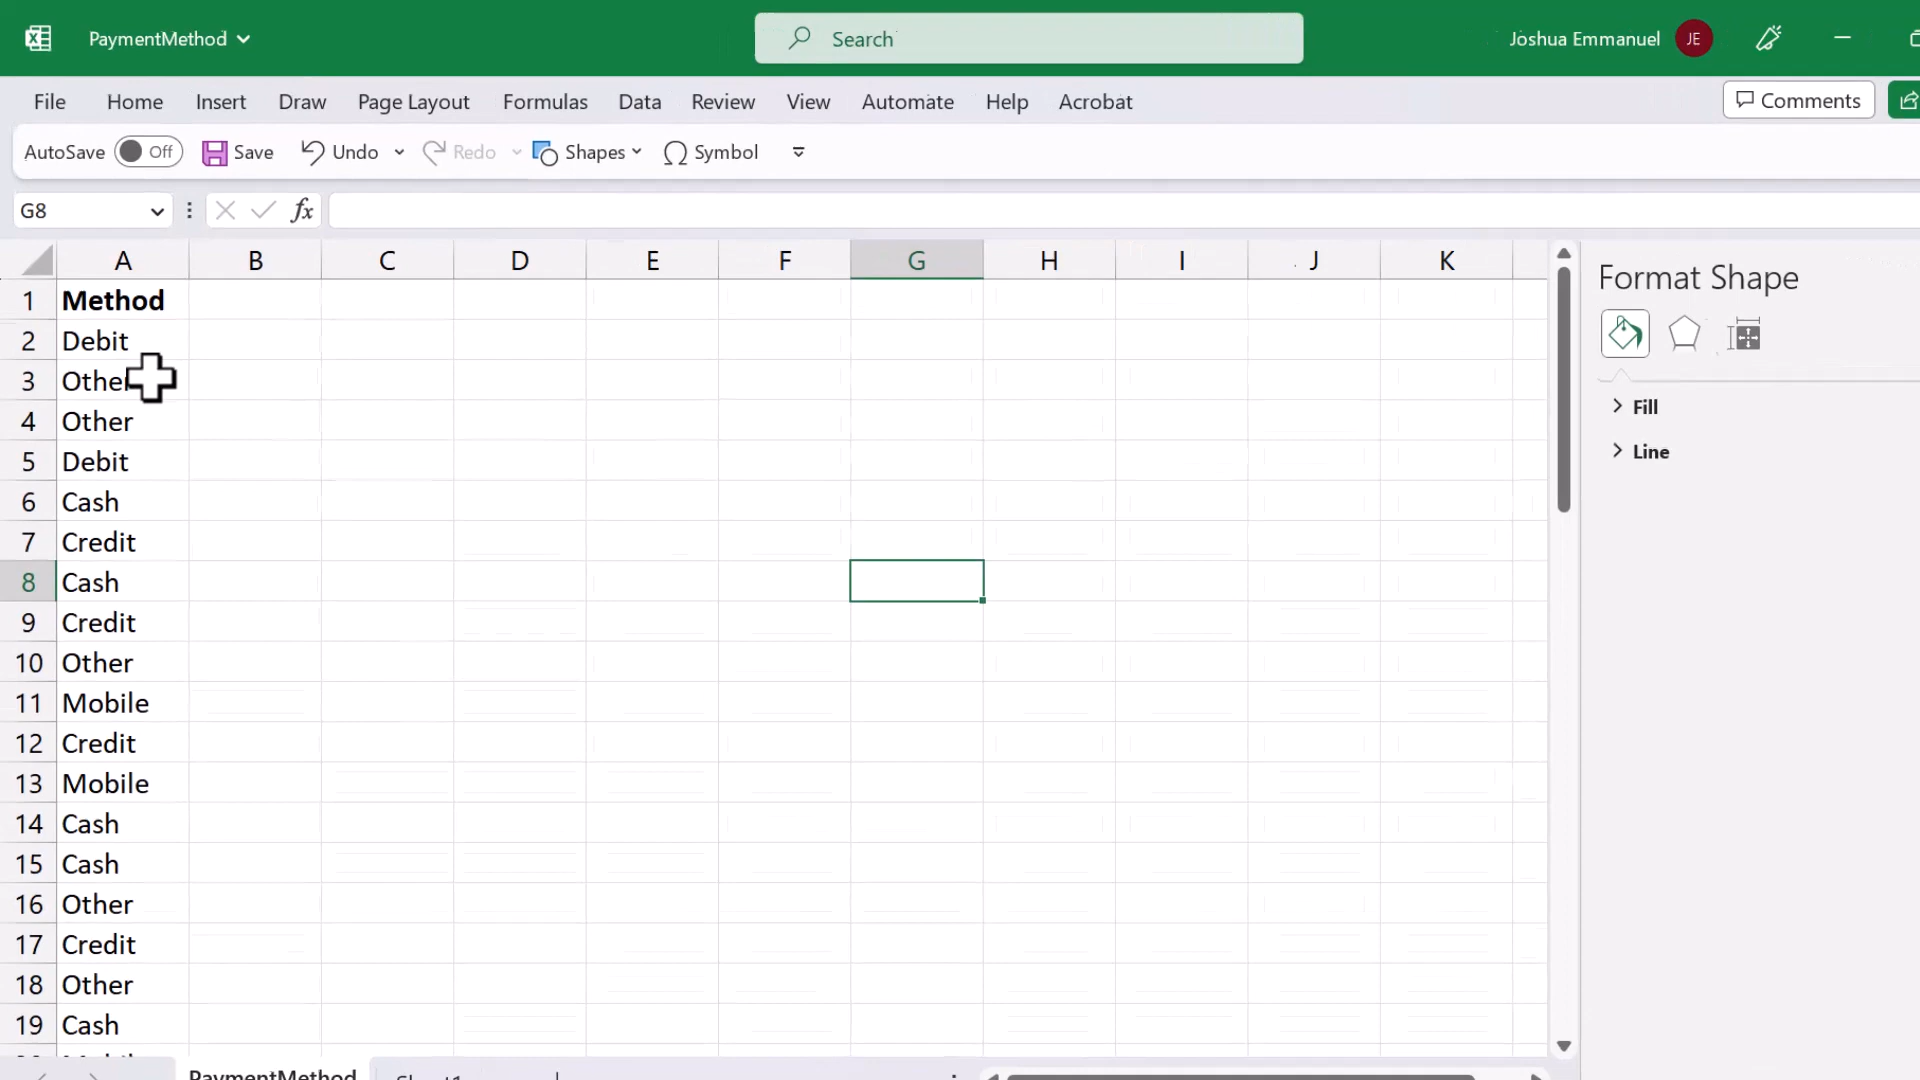 PaymentMethod
Search
Joshua Emmanuel JE
File Home Insert Draw Page Layout Formulas Data Review View Automate Help Acrobat
Comments
AutoSave Off Save Undo Redo Shapes Symbol
G8 fx
A B C D E F G H I J K
1 Method
2 Debit
3 Other
4 Other
5 Debit
6 Cash
7 Credit
8 Cash
9 Credit
10 Other
11 Mobile
12 Credit
13 Mobile
14 Cash
15 Cash
16 Other
17 Credit
18 Other
19 Cash
PaymentMethod
Format Shape
Fill
Line